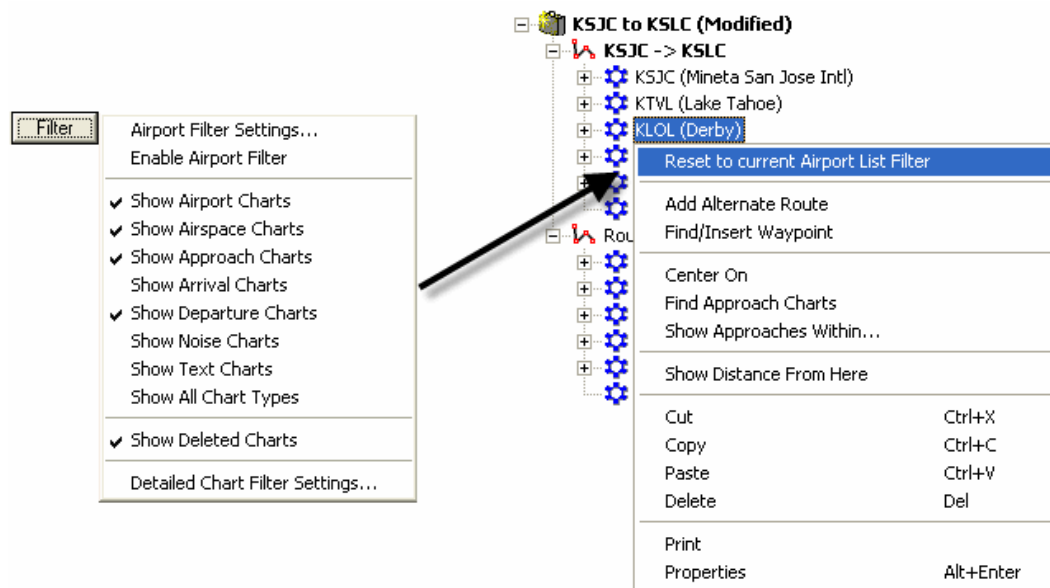 Filter
Airport Filter Settings...
Enable Airport Filter
Show Airport Charts
Show Airspace Charts
Show Approach Charts
Show Arrival Charts
Show Departure Charts
Show Noise Charts
Show Text Charts
Show All Chart Types
Show Deleted Charts
Detailed Chart Filter Settings...
KSJC to KSLC (Modified)
KSJC -> KSLC
KSJC (Mineta San Jose Intl)
KTVL (Lake Tahoe)
KLOL (Derby)
Rou
Reset to current Airport List Filter
Add Alternate Route
Find/Insert Waypoint
Center On
Find Approach Charts
Show Approaches Within...
Show Distance From Here
Cut Ctrl+X
Copy Ctrl+C
Paste Ctrl+V
Delete Del
Print
Properties Alt+Enter